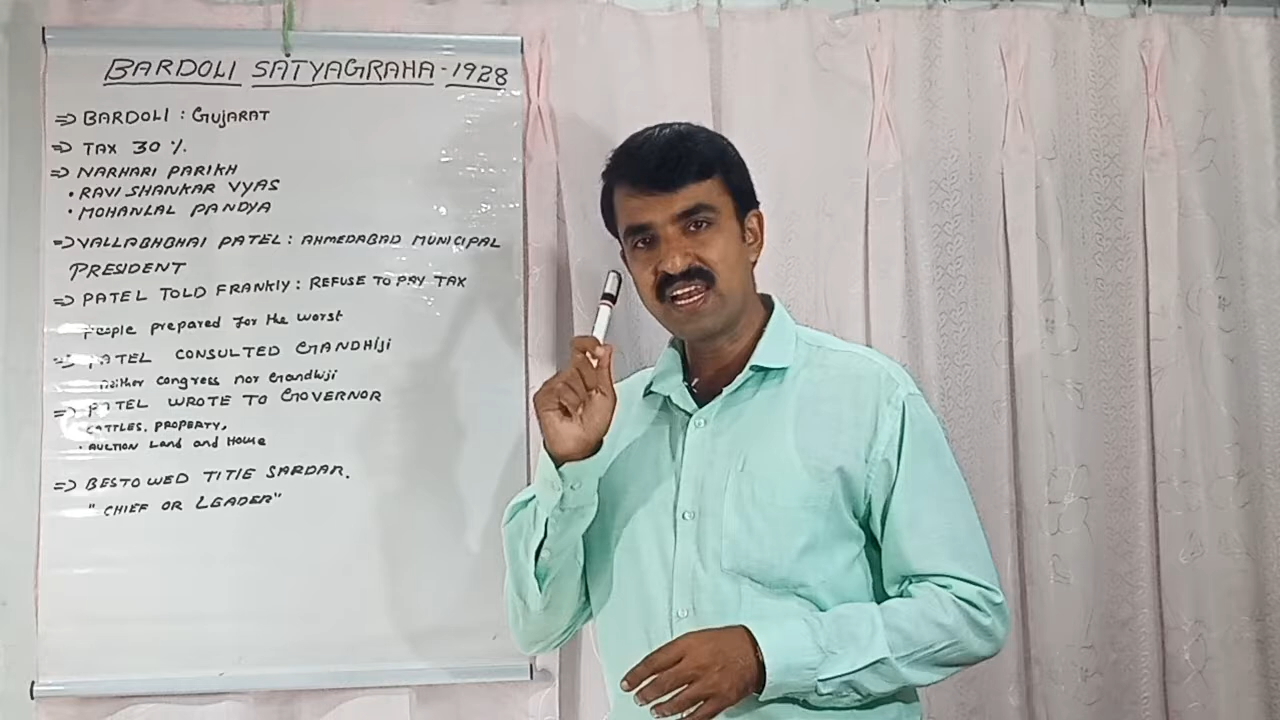 BARDOLI SATYAGRAHA - 1928
⇒ BARDOLI : GUjARAT
⇒ TAX 30 %.
⇒ NARHARI PARIKH
• RAVI SHANKAR VYAS
• MOHANLAL PANDYA
⇒ VALLABHBHAI PATEL : AHMEDABAD MUNICIPAL
PRESIDENT
⇒ PATEL TOLD FRANKlY : REFUSE TO PAY TAX
People prepared for the worst
⇒ PATEL CONSULTED GANDHIji
Neither congress nor Gandhiji
⇒ PATEL WROTE TO GOVERNOR
CATTLES, PROPERTY,
• AUCTION Land and House
⇒ BESTOWED TITlE SARDAR.
" CHIEF OR LEADER"